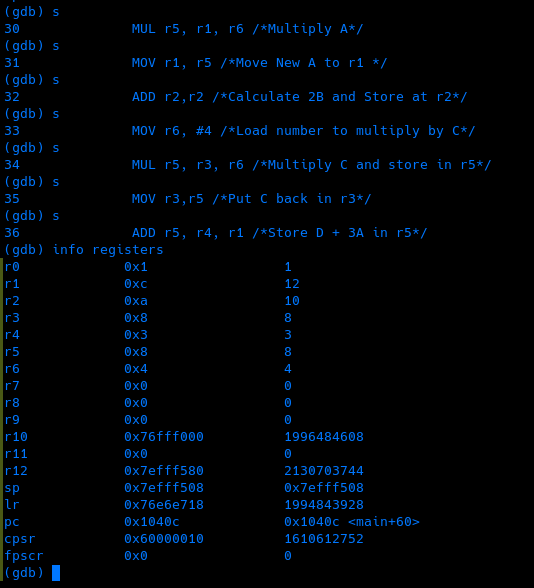 (gdb) s
30 MUL r5, r1, r6 /*Multiply A*/
(gdb) s
31 MOV r1, r5 /*Move New A to r1 */
(gdb) s
32 ADD r2,r2 /*Calculate 2B and Store at r2*/
(gdb) s
33 MOV r6, #4 /*Load number to multiply by C*/
(gdb) s
34 MUL r5, r3, r6 /*Multiply C and store in r5*/
(gdb) s
35 MOV r3,r5 /*Put C back in r3*/
(gdb) s
36 ADD r5, r4, r1 /*Store D + 3A in r5*/
(gdb) info registers
r0 0x1 1
r1 0xc 12
r2 0xa 10
r3 0x8 8
r4 0x3 3
r5 0x8 8
r6 0x4 4
r7 0x0 0
r8 0x0 0
r9 0x0 0
r10 0x76fff000 1996484608
r11 0x0 0
r12 0x7efff580 2130703744
sp 0x7efff508 0x7efff508
lr 0x76e6e718 1994843928
pc 0x1040c 0x1040c <main+60>
cpsr 0x60000010 1610612752
fpscr 0x0 0
(gdb)